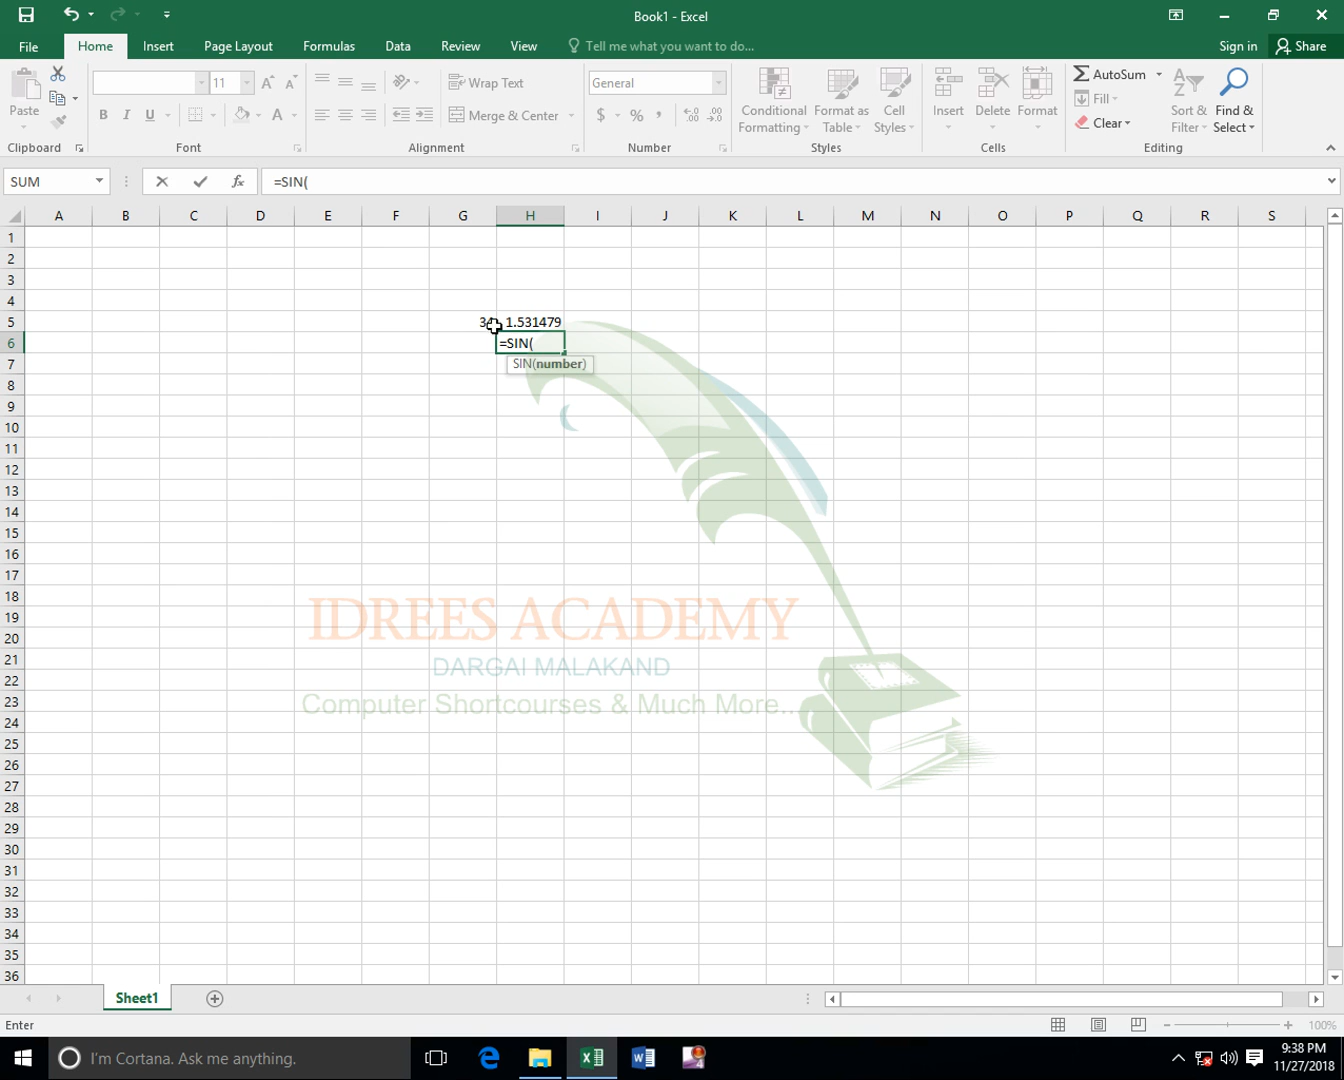 Book1 - Excel
File Home Insert Page Layout Formulas Data Review View Tell me what you want to do... Sign in Share
Paste
11
Wrap Text
General
Conditional Formatting
Format as Table
Cell Styles
Insert Delete Format
AutoSum
Fill
Clear
Sort & Filter
Find & Select
B I U A
Merge & Center
$ % ,
Clipboard Font Alignment Number Styles Cells Editing
SUM fx =SIN(
A B C D E F G H I J K L M N O P Q R S
1
2
3
4
5 1.531479
6 =SIN(
SIN(number)
7
8
9
10
11
12
13
14
15
16
17
18
IDREES ACADEMY
19
20
21
DARGAI MALAKAND
22
23
Computer Shortcourses & Much More..
24
25
26
27
28
29
30
31
32
33
34
35
36
Sheet1
Enter 100%
I'm Cortana. Ask me anything.
9:38 PM
11/27/2018